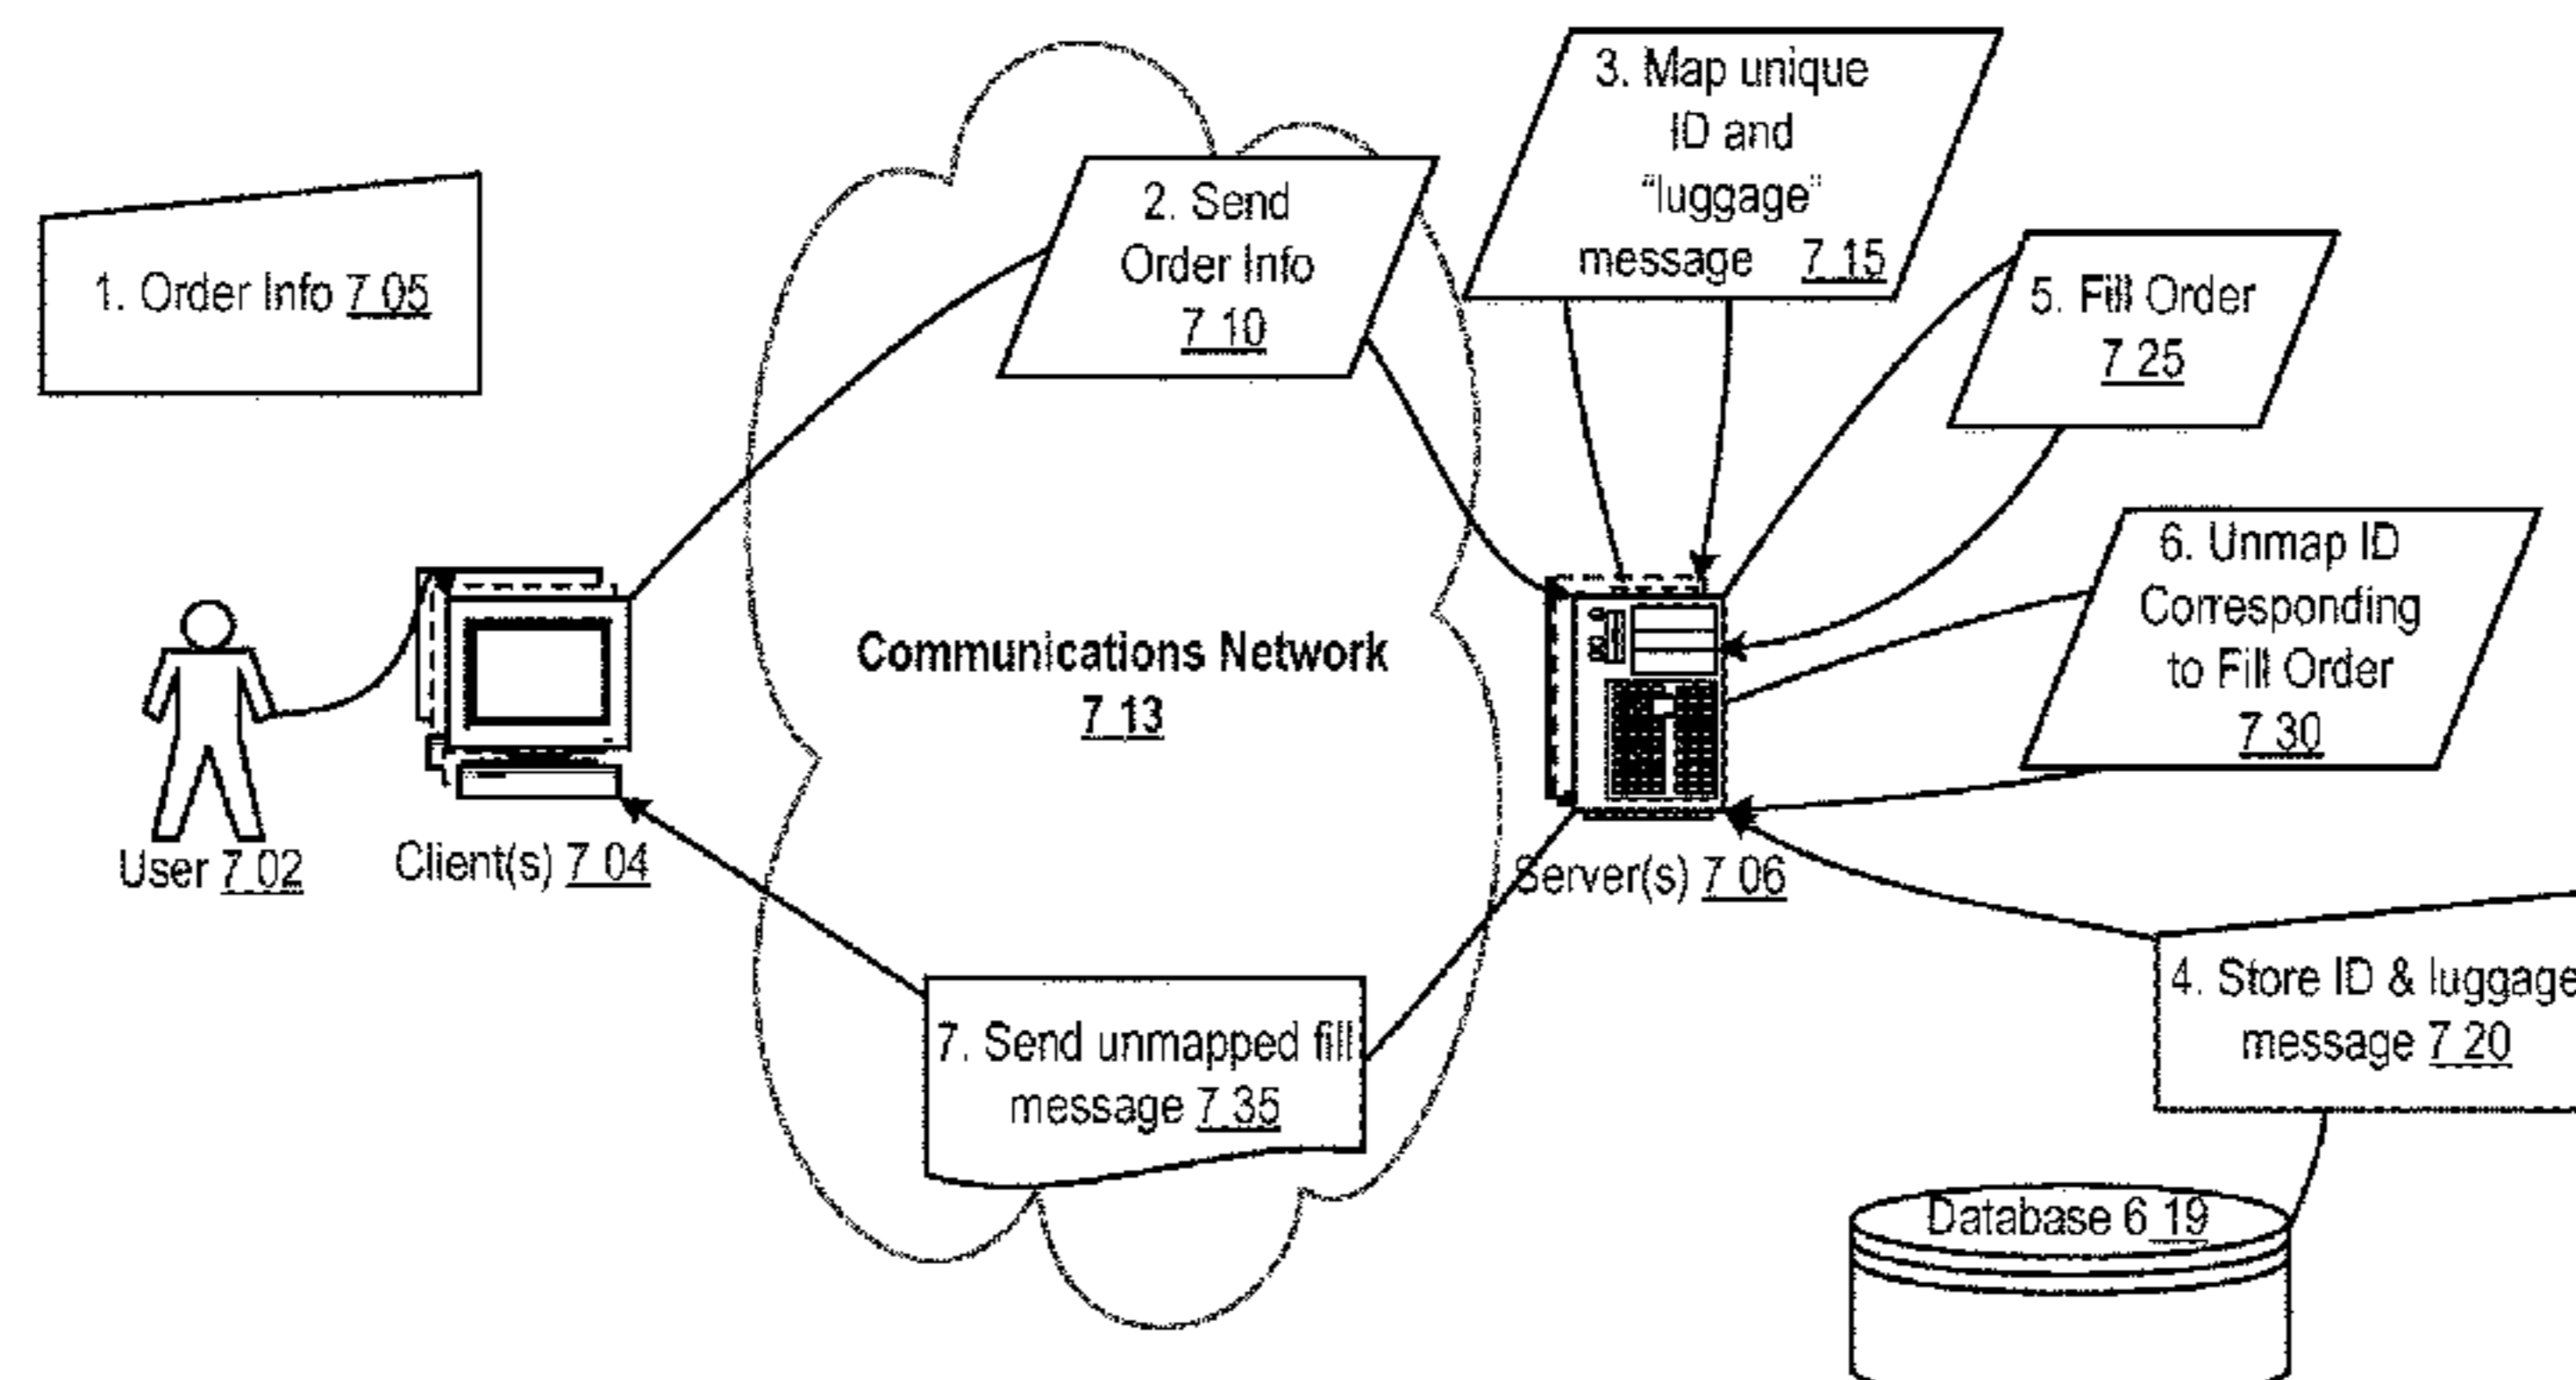 3. Map unique
ID and
"luggage"
message 7 15
2. Send
Order Info
7 10
1. Order Info 7 05
5. Fill Order
7 25
6. Unmap ID
Corresponding
to Fill Order
7 30
Communications Network
7 13
User 7 02
Client(s) 7 04
Server(s) 7 06
4. Store ID & luggage
message 7 20
7. Send unmapped fill
message 7 35
Database 6 19